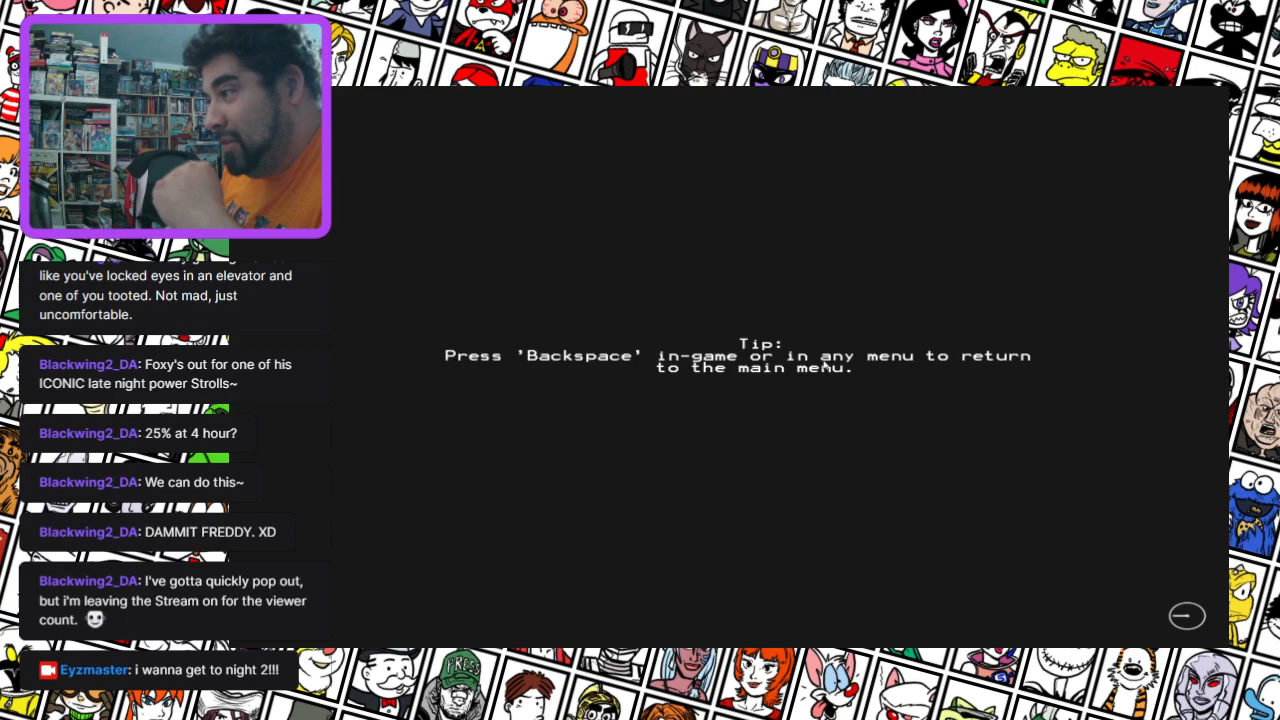 like you've locked eyes in an elevator and
one of you tooted. Not mad, just
uncomfortable.
Blackwing2_DA: Foxy's out for one of his
ICONIC late night power Strolls~
Blackwing2_DA: 25% at 4 hour?
Blackwing2_DA: We can do this~
Blackwing2_DA: DAMMIT FREDDY. XD
Blackwing2_DA: I've gotta quickly pop out,
but i'm leaving the Stream on for the viewer
count.
Eyzmaster: i wanna get to night 2!!!
Tip:
Press 'Backspace' in-game or in any menu to return
to the main menu.
PRESS